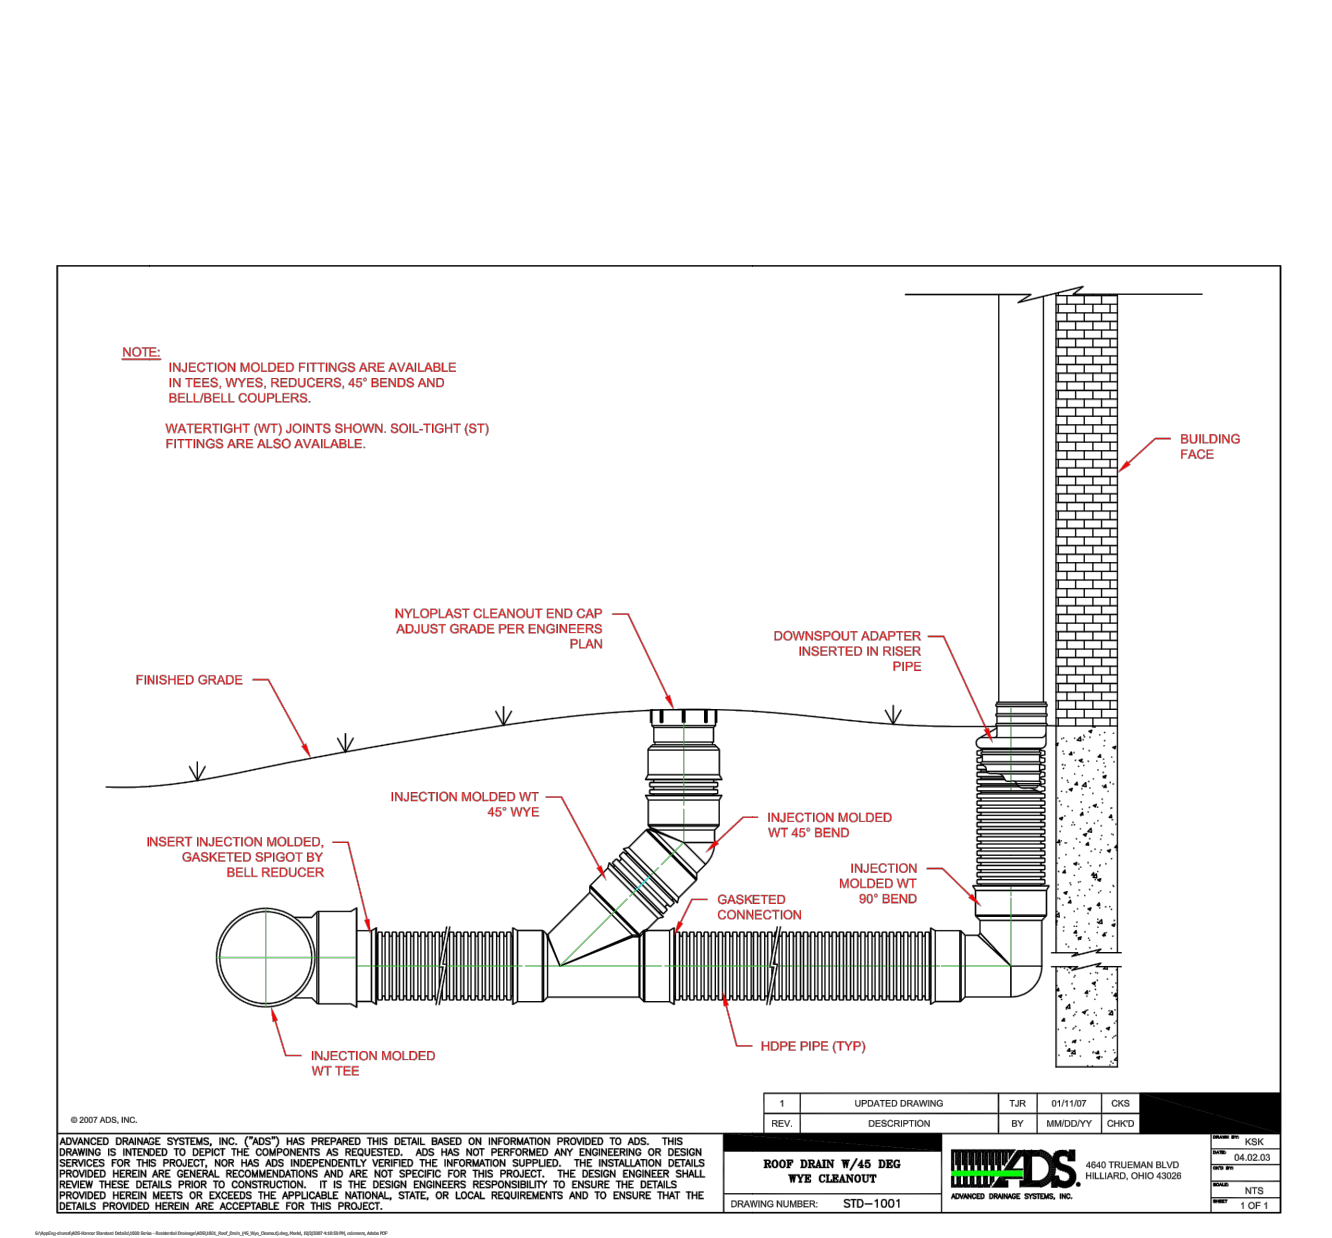 NOTE:
INJECTION MOLDED FITTINGS ARE AVAILABLE
IN TEES, WYES, REDUCERS, 45° BENDS AND
BELL/BELL COUPLERS.
WATERTIGHT (WT) JOINTS SHOWN. SOIL-TIGHT (ST)
FITTINGS ARE ALSO AVAILABLE.
BUILDING
FACE
NYLOPLAST CLEANOUT END CAP
ADJUST GRADE PER ENGINEERS
PLAN
DOWNSPOUT ADAPTER
INSERTED IN RISER
PIPE
FINISHED GRADE
INJECTION MOLDED WT
45° WYE
INJECTION MOLDED
WT 45° BEND
INSERT INJECTION MOLDED,
GASKETED SPIGOT BY
BELL REDUCER
INJECTION
MOLDED WT
90° BEND
GASKETED
CONNECTION
HDPE PIPE (TYP)
INJECTION MOLDED
WT TEE
© 2007 ADS, INC.
1 UPDATED DRAWING TJR 01/11/07 CKS
REV. DESCRIPTION BY MM/DD/YY CHK'D
ADVANCED DRAINAGE SYSTEMS, INC. ("ADS") HAS PREPARED THIS DETAIL BASED ON INFORMATION PROVIDED TO ADS. THIS
DRAWING IS INTENDED TO DEPICT THE COMPONENTS AS REQUESTED. ADS HAS NOT PERFORMED ANY ENGINEERING OR DESIGN
SERVICES FOR THIS PROJECT, NOR HAS ADS INDEPENDENTLY VERIFIED THE INFORMATION SUPPLIED. THE INSTALLATION DETAILS
PROVIDED HEREIN ARE GENERAL RECOMMENDATIONS AND ARE NOT SPECIFIC FOR THIS PROJECT. THE DESIGN ENGINEER SHALL
REVIEW THESE DETAILS PRIOR TO CONSTRUCTION. IT IS THE DESIGN ENGINEERS RESPONSIBILITY TO ENSURE THE DETAILS
PROVIDED HEREIN MEETS OR EXCEEDS THE APPLICABLE NATIONAL, STATE, OR LOCAL REQUIREMENTS AND TO ENSURE THAT THE
DETAILS PROVIDED HEREIN ARE ACCEPTABLE FOR THIS PROJECT.
ROOF DRAIN W/45 DEG
WYE CLEANOUT
DRAWING NUMBER: STD-1001
ADS
ADVANCED DRAINAGE SYSTEMS, INC.
4640 TRUEMAN BLVD
HILLIARD, OHIO 43026
DRAWN BY: KSK
DATE: 04.02.03
CK'D BY:
SCALE: NTS
SHEET 1 OF 1